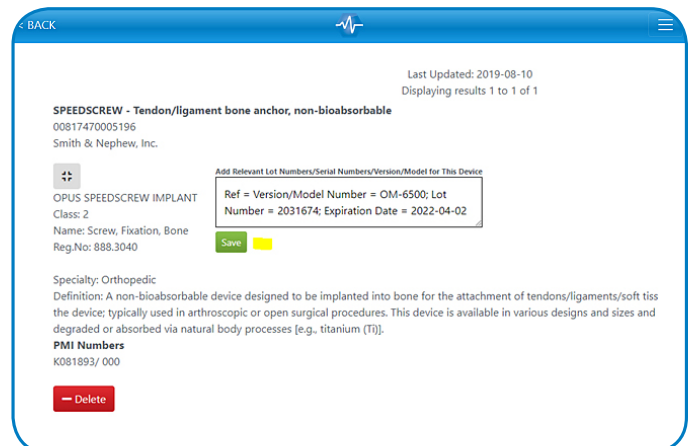 < BACK
Last Updated: 2019-08-10
Displaying results 1 to 1 of 1
SPEEDSCREW - Tendon/ligament bone anchor, non-bioabsorbable
00817470005196
Smith & Nephew, Inc.
OPUS SPEEDSCREW IMPLANT
Class: 2
Name: Screw, Fixation, Bone
Reg.No: 888.3040
Add Relevant Lot Numbers/Serial Numbers/Version/Model for This Device
Ref = Version/Model Number = OM-6500; Lot
Number = 2031674; Expiration Date = 2022-04-02
Save
Specialty: Orthopedic
Definition: A non-bioabsorbable device designed to be implanted into bone for the attachment of tendons/ligaments/soft tiss
the device; typically used in arthroscopic or open surgical procedures. This device is available in various designs and sizes and
degraded or absorbed via natural body processes [e.g., titanium (Ti)].
PMI Numbers
K081893/ 000
Delete